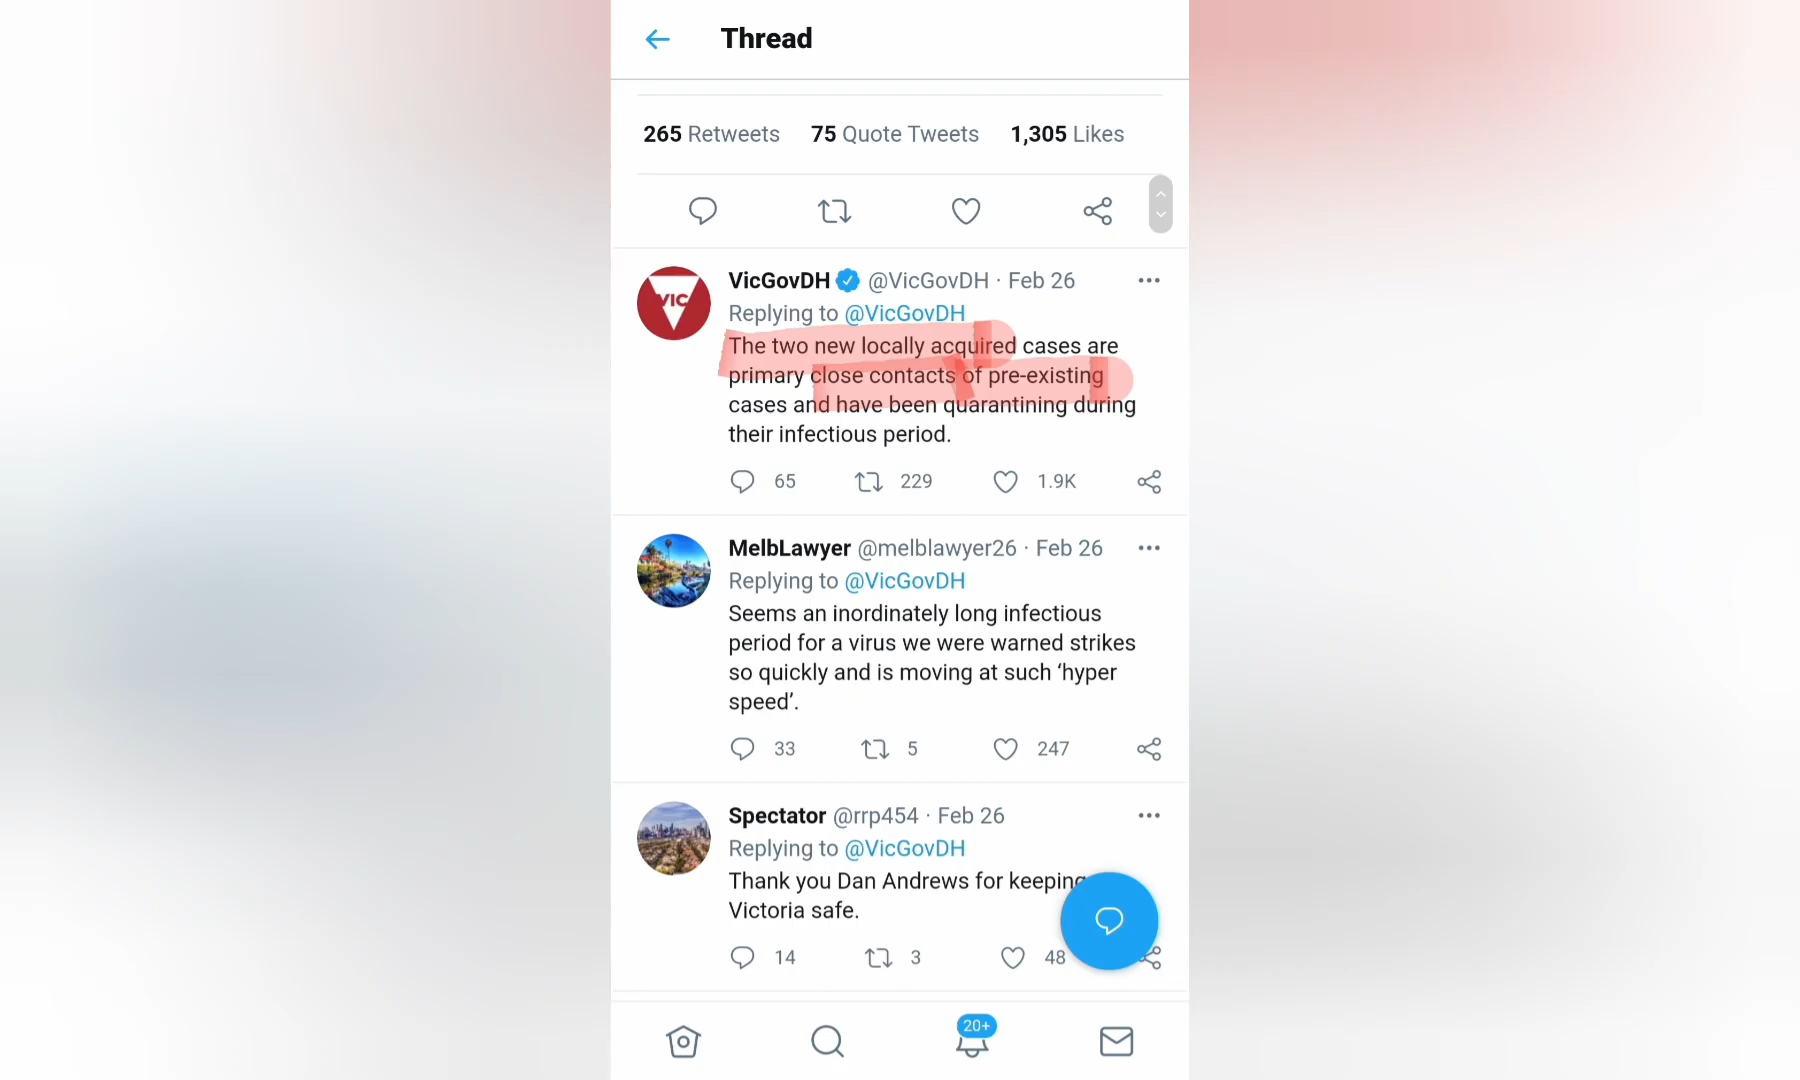 Thread
265 Retweets 75 Quote Tweets 1,305 Likes
VIC
VicGovDH @VicGovDH · Feb 26
Replying to @VicGovDH
The two new locally acquired cases are
primary close contacts of pre-existing
cases and have been quarantining during
their infectious period.
65 229 1.9K
MelbLawyer @melblawyer26 · Feb 26
Replying to @VicGovDH
Seems an inordinately long infectious
period for a virus we were warned strikes
so quickly and is moving at such ‘hyper
speed’.
33 5 247
Spectator @rrp454 · Feb 26
Replying to @VicGovDH
Thank you Dan Andrews for keeping
Victoria safe.
14 3 48
20+